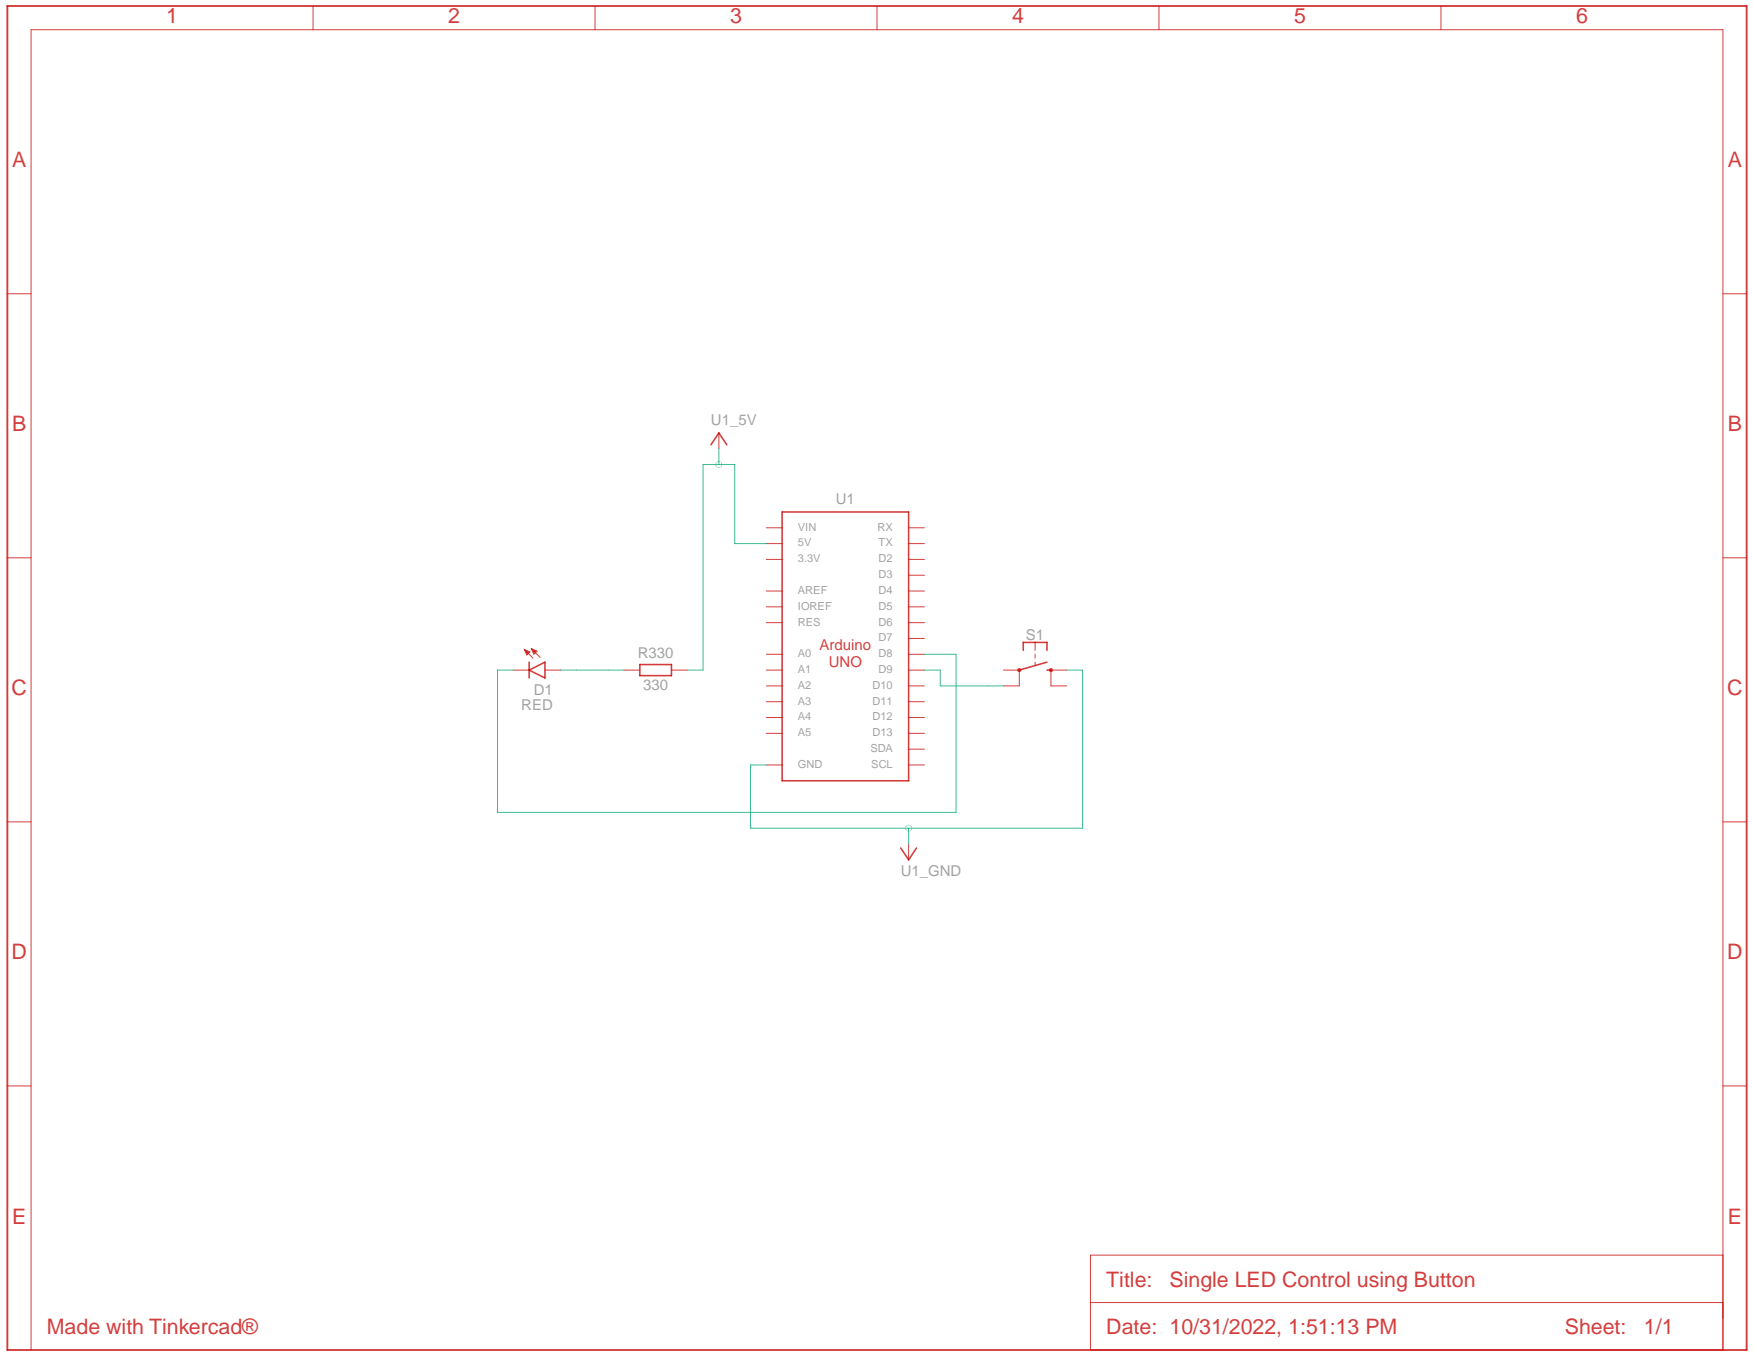 1 2 3 4 5 6
A A
B B
U1_5V
U1
VIN RX
5V TX
3.3V D2
D3
AREF D4
IOREF D5
RES D6
D7
A0 D8
A1 D9
A2 D10
A3 D11
A4 D12
A5 D13
SDA
GND SCL
Arduino
UNO
S1
R330
330
D1
RED
C C
U1_GND
D D
E E
Title: Single LED Control using Button
Made with Tinkercad®
Date: 10/31/2022, 1:51:13 PM Sheet: 1/1